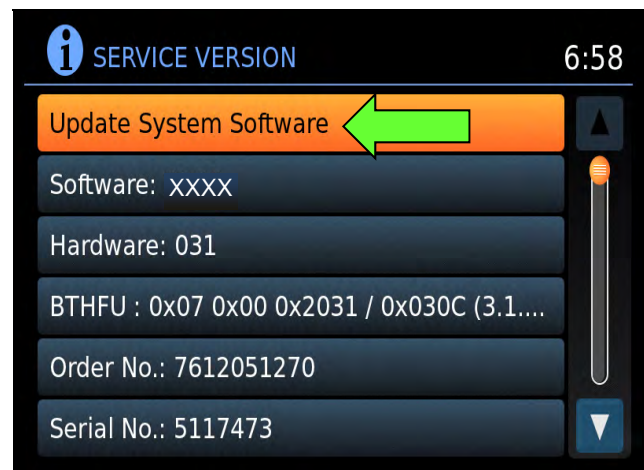 i SERVICE VERSION 6:58
Update System Software
Software: XXXX
Hardware: 031
BTHFU : 0x07 0x00 0x2031 / 0x030C (3.1....
Order No.: 7612051270
Serial No.: 5117473